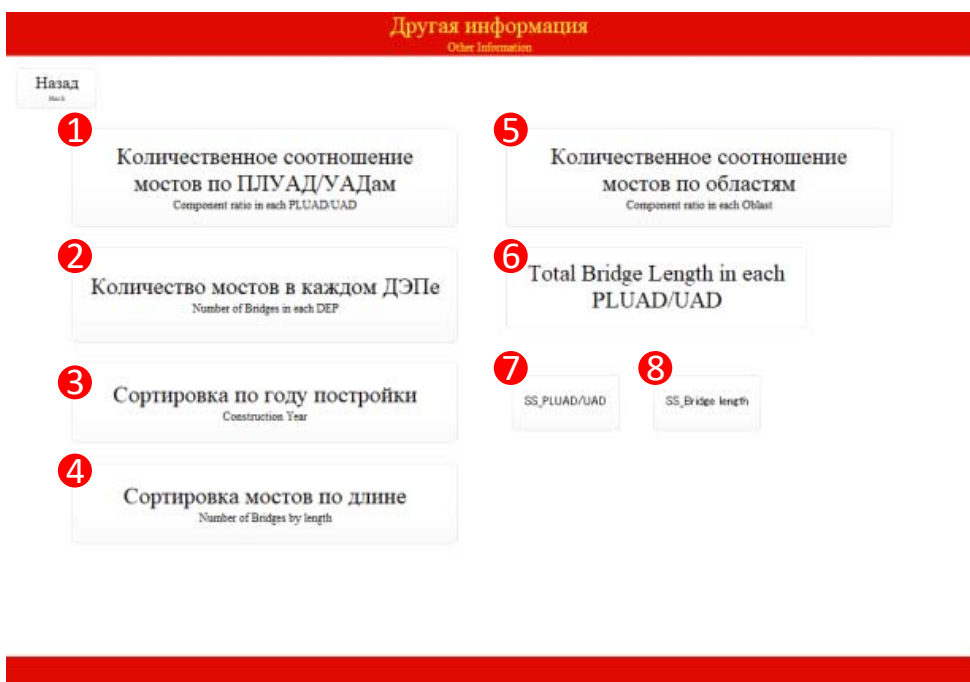 Другая информация
Other Information
Назад
Back
1
Количественное соотношение
мостов по ПЛУАД/УАДам
Component ratio in each PLUAD/UAD
2
Количество мостов в каждом ДЭПе
Number of Bridges in each DEP
3
Сортировка по году постройки
Construction Year
4
Сортировка мостов по длине
Number of Bridges by length
5
Количественное соотношение
мостов по областям
Component ratio in each Oblast
6
Total Bridge Length in each
PLUAD/UAD
7
SS_PLUAD/UAD
8
SS_Bridge length